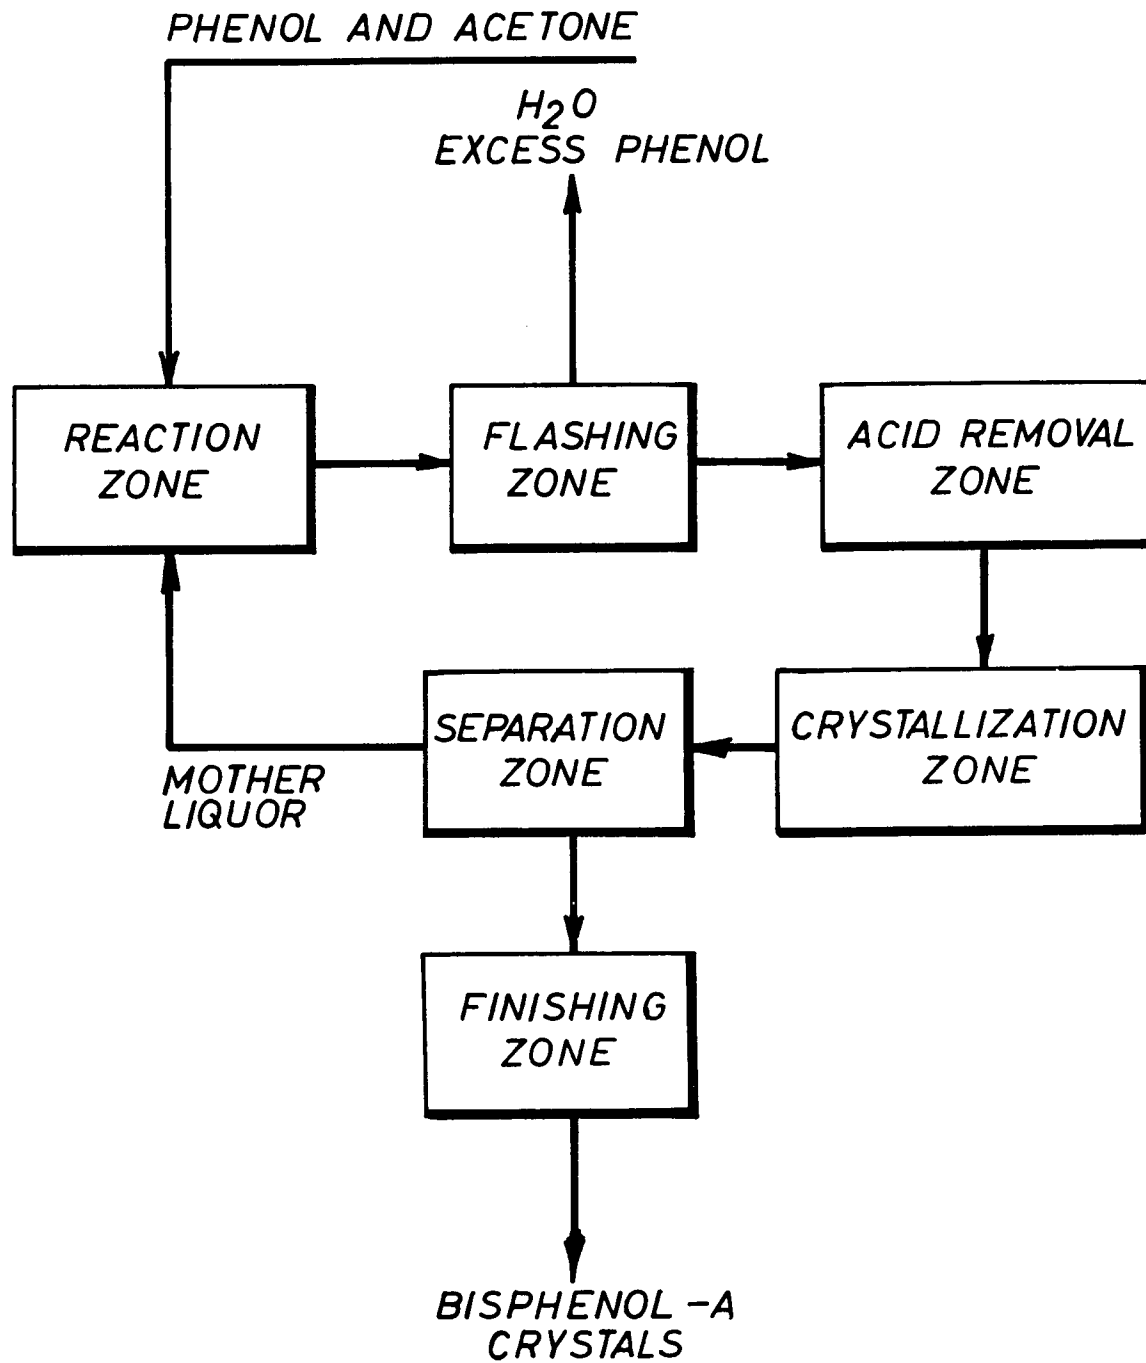 PHENOL AND ACETONE
H2O
EXCESS PHENOL
REACTION
ZONE
FLASHING
ZONE
ACID REMOVAL
ZONE
SEPARATION
ZONE
CRYSTALLIZATION
ZONE
MOTHER
LIQUOR
FINISHING
ZONE
BISPHENOL-A
CRYSTALS